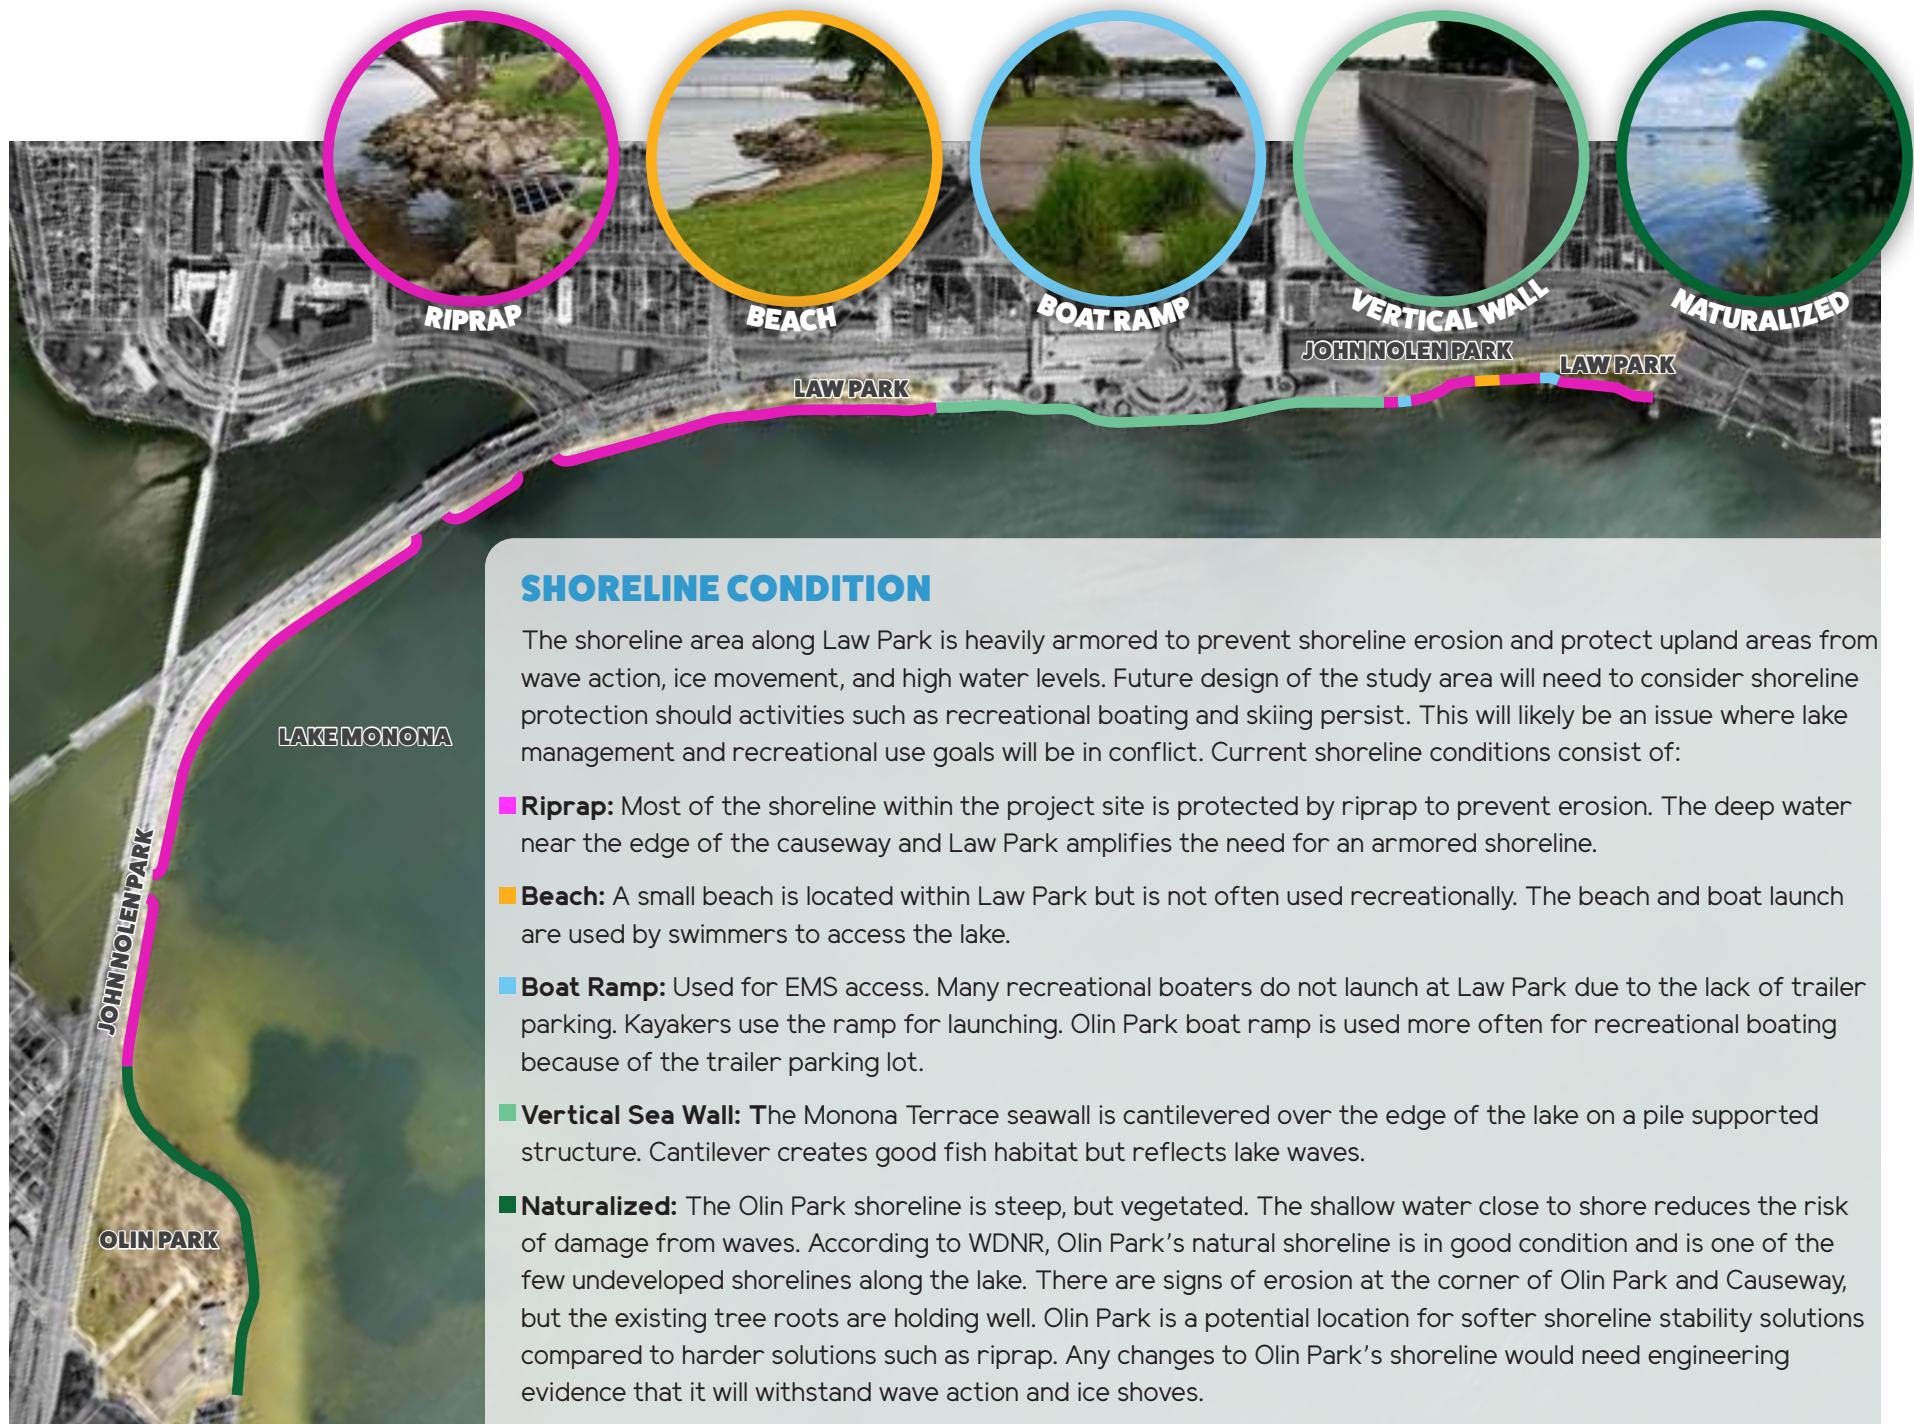 RIPRAP
BEACH
BOAT RAMP
VERTICAL WALL
NATURALIZED
JOHN NOLEN PARK
LAW PARK
LAW PARK
LAKE MONONA
JOHN NOLEN PARK
OLIN PARK
SHORELINE CONDITION
The shoreline area along Law Park is heavily armored to prevent shoreline erosion and protect upland areas from
wave action, ice movement, and high water levels. Future design of the study area will need to consider shoreline
protection should activities such as recreational boating and skiing persist. This will likely be an issue where lake
management and recreational use goals will be in conflict. Current shoreline conditions consist of:
Riprap: Most of the shoreline within the project site is protected by riprap to prevent erosion. The deep water
near the edge of the causeway and Law Park amplifies the need for an armored shoreline.
Beach: A small beach is located within Law Park but is not often used recreationally. The beach and boat launch
are used by swimmers to access the lake.
Boat Ramp: Used for EMS access. Many recreational boaters do not launch at Law Park due to the lack of trailer
parking. Kayakers use the ramp for launching. Olin Park boat ramp is used more often for recreational boating
because of the trailer parking lot.
Vertical Sea Wall: The Monona Terrace seawall is cantilevered over the edge of the lake on a pile supported
structure. Cantilever creates good fish habitat but reflects lake waves.
Naturalized: The Olin Park shoreline is steep, but vegetated. The shallow water close to shore reduces the risk
of damage from waves. According to WDNR, Olin Park's natural shoreline is in good condition and is one of the
few undeveloped shorelines along the lake. There are signs of erosion at the corner of Olin Park and Causeway,
but the existing tree roots are holding well. Olin Park is a potential location for softer shoreline stability solutions
compared to harder solutions such as riprap. Any changes to Olin Park's shoreline would need engineering
evidence that it will withstand wave action and ice shoves.